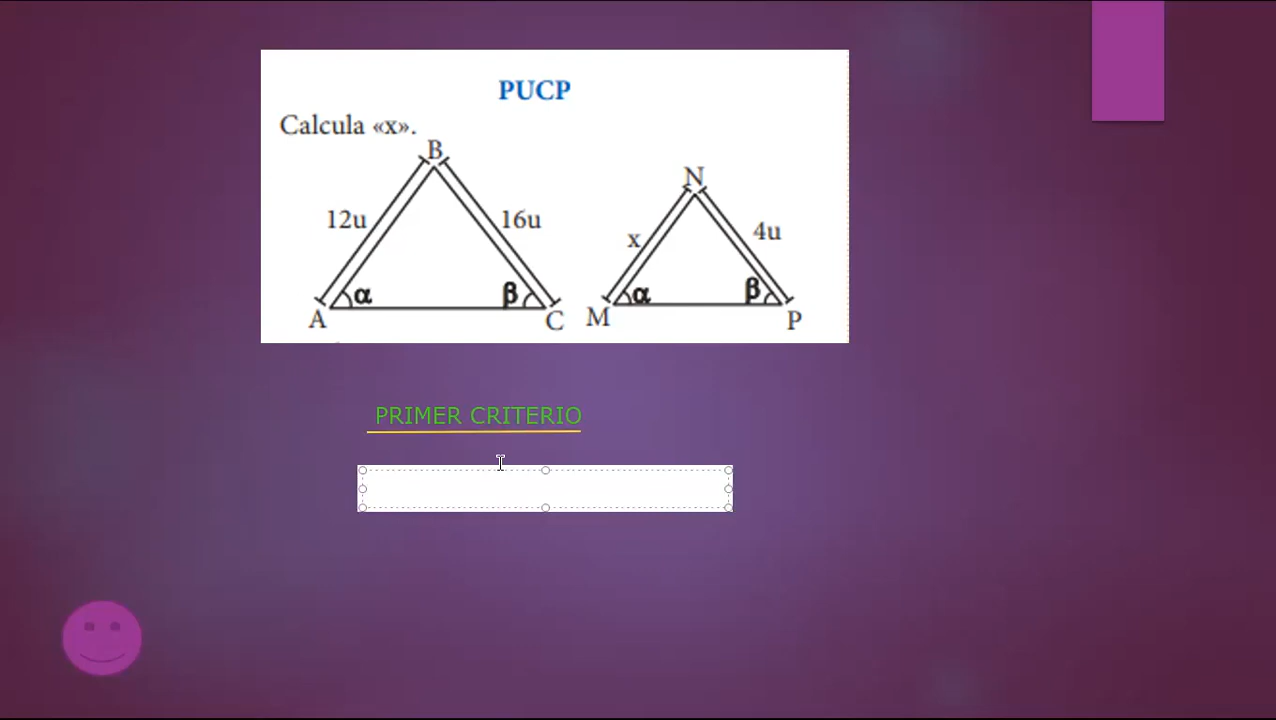 PUCP
Calcula «x».
B
N
12u
16u
x
4u
α
β
α
β
A
C
M
P
PRIMER CRITERIO